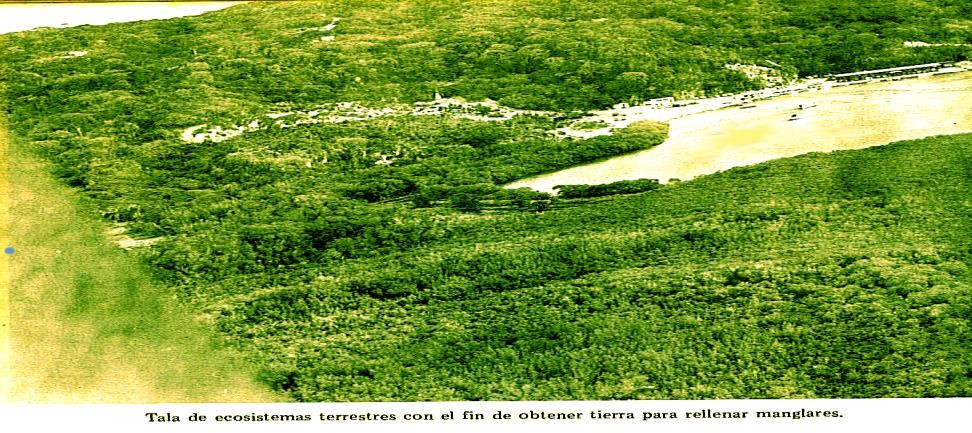 Tala de ecosistemas terrestres con el fin de obtener tierra para rellenar manglares.